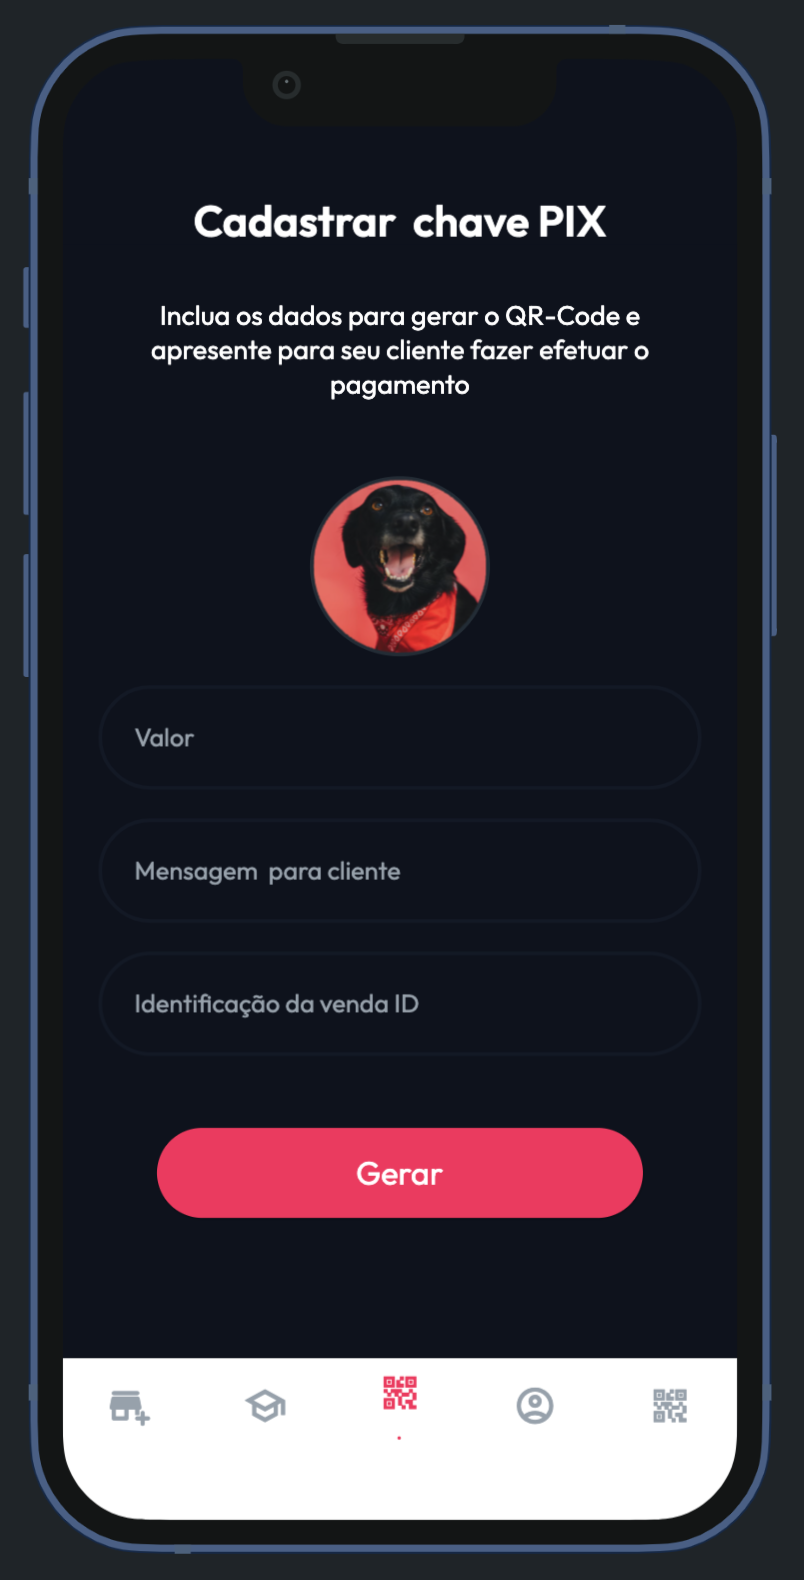 Cadastrar  chave PIX
Inclua os dados para gerar o QR-Code e
apresente para seu cliente fazer efetuar o
pagamento
Valor
Mensagem  para cliente
Identificação da venda ID
Gerar